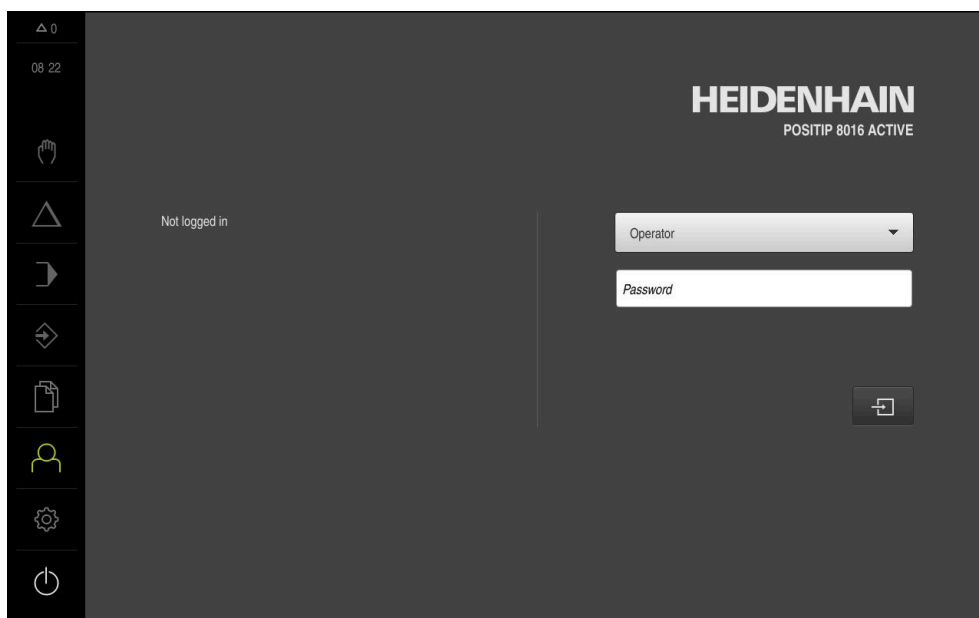 0
08 22
HEIDENHAIN
POSITIP 8016 ACTIVE
Not logged in
Operator
Password